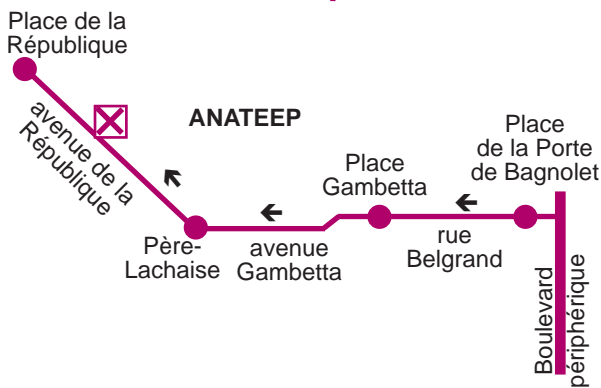 Place de la
République
avenue de la
République
ANATEEP
Place
de la Porte
de Bagnolet
Place
Gambetta
Père-
Lachaise
avenue
Gambetta
rue
Belgrand
Boulevard
périphérique